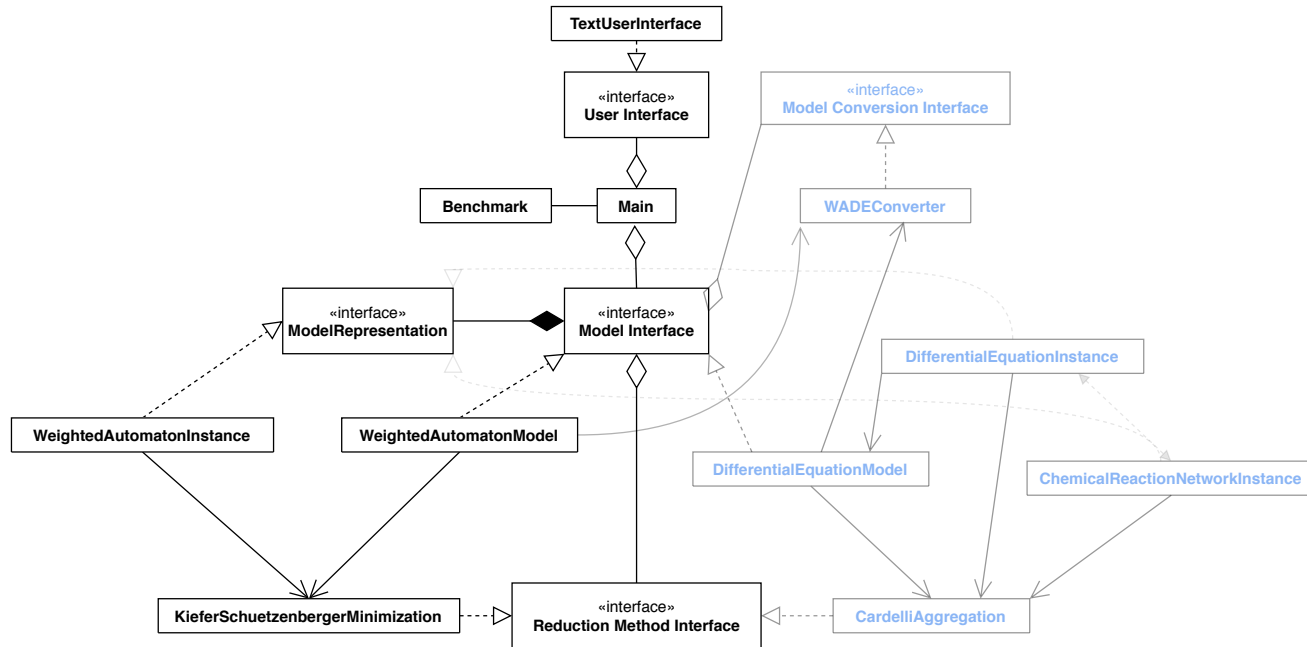 TextUserInterface
«interface»
User Interface
«interface»
Model Conversion Interface
Benchmark
Main
WADEConverter
«interface»
ModelRepresentation
«interface»
Model Interface
DifferentialEquationInstance
WeightedAutomatonInstance
WeightedAutomatonModel
DifferentialEquationModel
ChemicalReactionNetworkInstance
KieferSchuetzenbergerMinimization
«interface»
Reduction Method Interface
CardelliAggregation